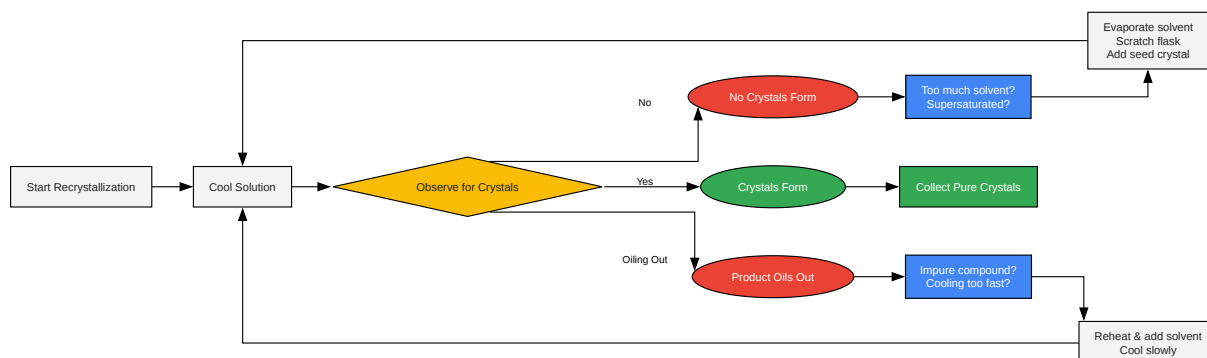 Evaporate solvent
Scratch flask
Add seed crystal
No
No Crystals Form
Too much solvent?
Supersaturated?
Start Recrystallization
Cool Solution
Observe for Crystals
Yes
Crystals Form
Collect Pure Crystals
Oiling Out
Product Oils Out
Impure compound?
Cooling too fast?
Reheat & add solvent
Cool slowly